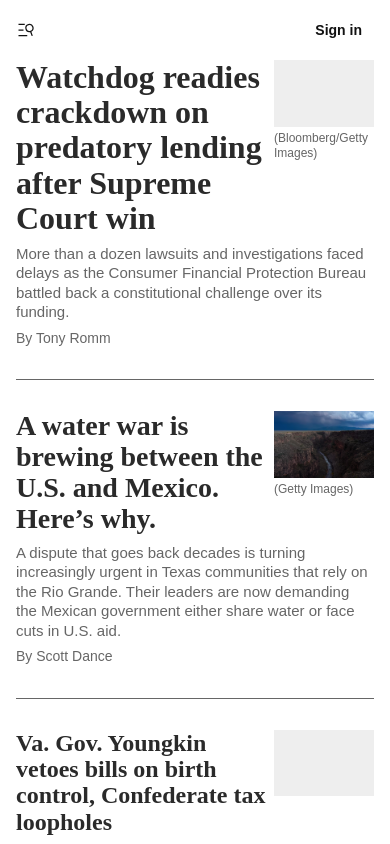 Sign in
Watchdog readies
crackdown on
predatory lending
after Supreme
Court win
(Bloomberg/Getty
Images)
More than a dozen lawsuits and investigations faced
delays as the Consumer Financial Protection Bureau
battled back a constitutional challenge over its
funding.
By Tony Romm
A water war is
brewing between the
U.S. and Mexico.
Here’s why.
(Getty Images)
A dispute that goes back decades is turning
increasingly urgent in Texas communities that rely on
the Rio Grande. Their leaders are now demanding
the Mexican government either share water or face
cuts in U.S. aid.
By Scott Dance
Va. Gov. Youngkin
vetoes bills on birth
control, Confederate tax
loopholes